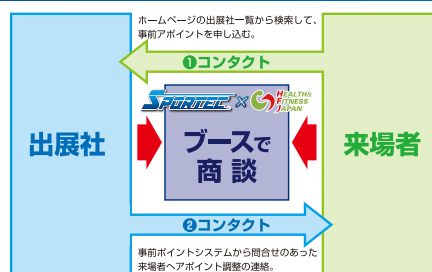 ホームページの出展社一覧から検索して、
事前アポイントを申し込む。
❶コンタクト
SPORTEC × HEALTH&
FITNESS
JAPAN
出展社
ブースで
商談
来場者
❷コンタクト
事前ポイントシステムから問合せのあった
来場者へアポイント調整の連絡。